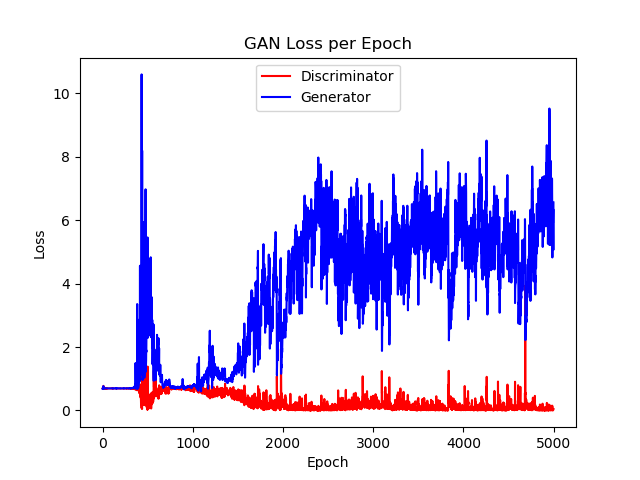 GAN Loss per Epoch
Discriminator
Generator
Loss
10
8
6
4
2
0
0 1000 2000 3000 4000 5000
Epoch